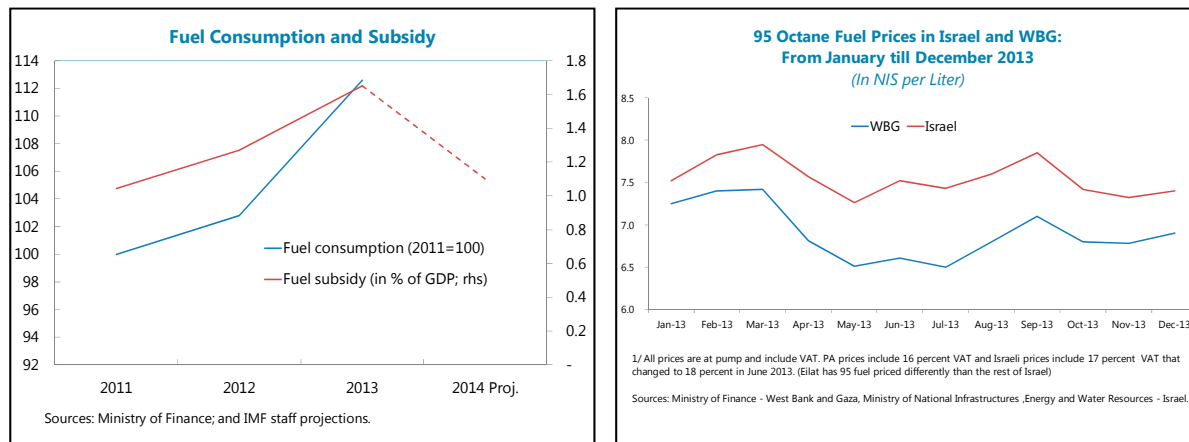 Fuel Consumption and Subsidy
114
112
110
108
106
104
102
100
98
96
94
92
1.8
1.6
1.4
1.2
1.0
0.8
0.6
0.4
0.2
-
Fuel consumption (2011=100)
Fuel subsidy (in % of GDP; rhs)
2011 2012 2013 2014 Proj.
Sources: Ministry of Finance; and IMF staff projections.
95 Octane Fuel Prices in Israel and WBG:
From January till December 2013
(In NIS per Liter)
8.5
8.0
7.5
7.0
6.5
6.0
WBG Israel
Jan-13 Feb-13 Mar-13 Apr-13 May-13 Jun-13 Jul-13 Aug-13 Sep-13 Oct-13 Nov-13 Dec-13
1/ All prices are at pump and include VAT. PA prices include 16 percent VAT and Israeli prices include 17 percent VAT that
changed to 18 percent in June 2013. (Eilat has 95 fuel priced differently than the rest of Israel)
Sources: Ministry of Finance - West Bank and Gaza, Ministry of National Infrastructures ,Energy and Water Resources - Israel.